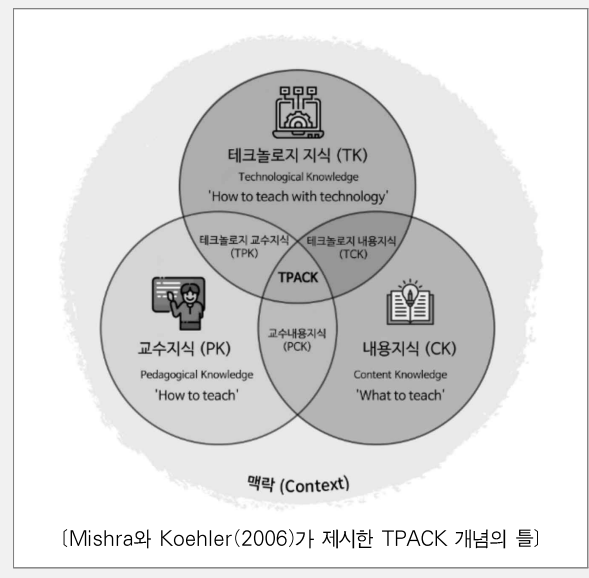 테크놀로지 지식 (TK)
Technological Knowledge
'How to teach with technology'
테크놀로지 교수지식
(TPK)
테크놀로지 내용지식
(TCK)
TPACK
교수지식 (PK)
Pedagogical Knowledge
'How to teach'
교수내용지식
(PCK)
내용지식 (CK)
Content Knowledge
'What to teach'
맥락 (Context)
〔Mishra와 Koehler(2006)가 제시한 TPACK 개념의 틀〕